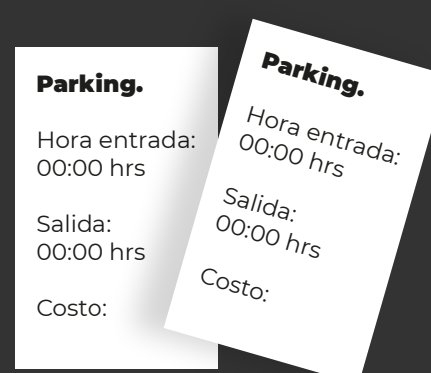 Parking.
Hora entrada:
00:00 hrs
Salida:
00:00 hrs
Costo:
Parking.
Hora entrada:
00:00 hrs
Salida:
00:00 hrs
Costo: